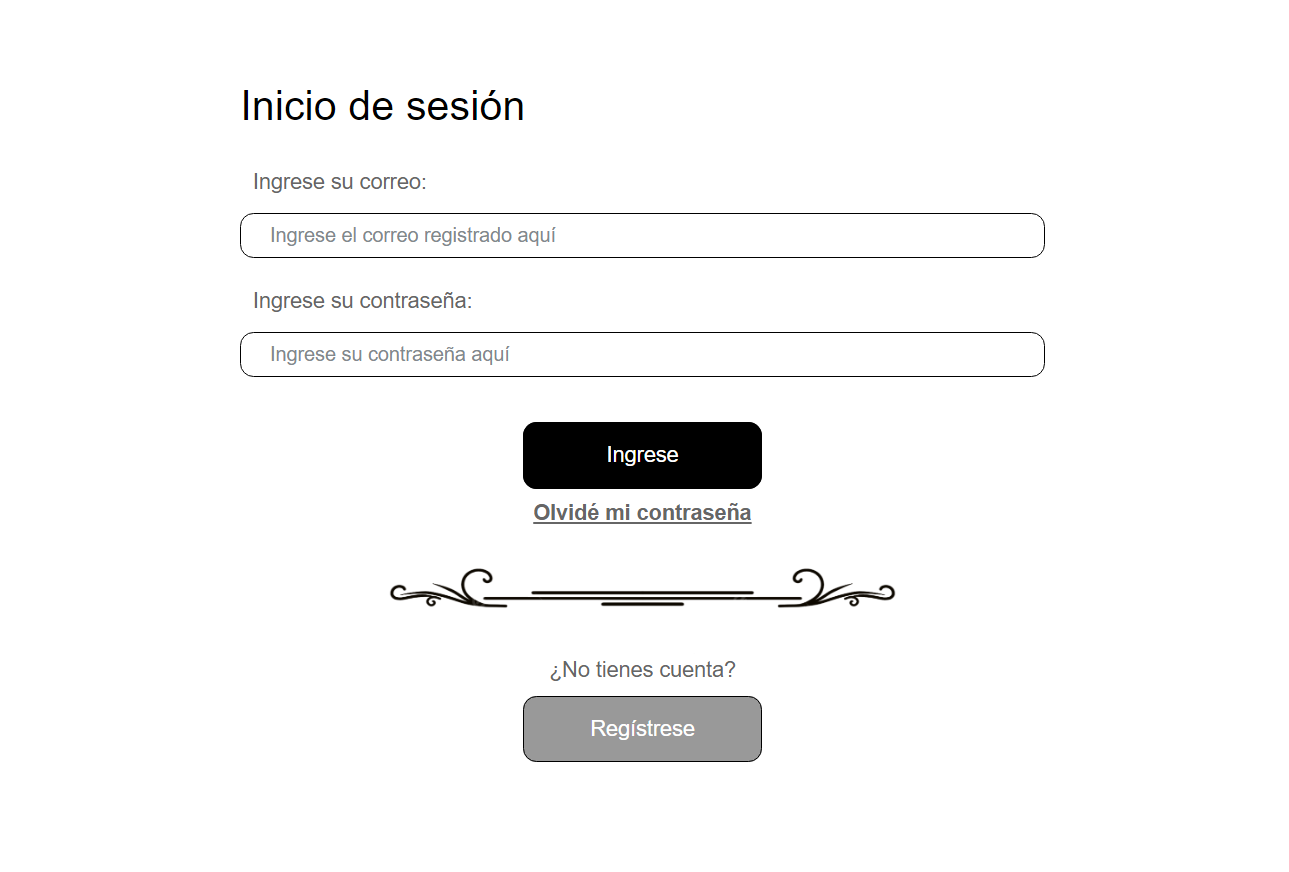 Inicio de sesión
Ingrese su correo:
Ingrese el correo registrado aquí
Ingrese su contraseña:
Ingrese su contraseña aquí
Ingrese
Olvidé mi contraseña
¿No tienes cuenta?
Regístrese